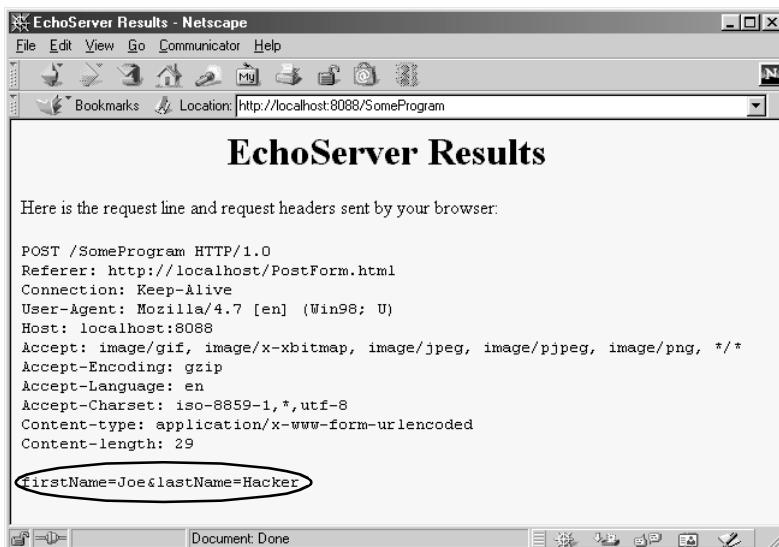 EchoServer Results - Netscape
File Edit View Go Communicator Help
My
N
Bookmarks Location: http://localhost:8088/SomeProgram
EchoServer Results
Here is the request line and request headers sent by your browser:
POST /SomeProgram HTTP/1.0
Referer: http://localhost/PostForm.html
Connection: Keep-Alive
User-Agent: Mozilla/4.7 [en] (Win98; U)
Host: localhost:8088
Accept: image/gif, image/x-xbitmap, image/jpeg, image/pjpeg, image/png, */*
Accept-Encoding: gzip
Accept-Language: en
Accept-Charset: iso-8859-1,*,utf-8
Content-type: application/x-www-form-urlencoded
Content-length: 29
firstName=Joe&lastName=Hacker
Document: Done